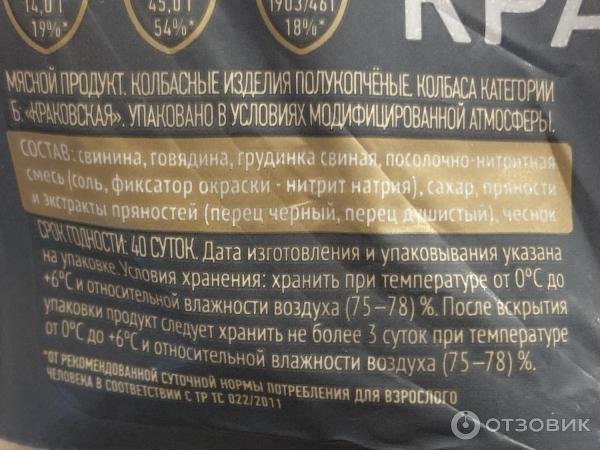 14,0 г 45,0 г 1903/461
19%* 54%* 18%*
КРА
МЯСНОЙ ПРОДУКТ. КОЛБАСНЫЕ ИЗДЕЛИЯ ПОЛУКОПЧЁНЫЕ. КОЛБАСА КАТЕГОРИИ
Б: «КРАКОВСКАЯ». УПАКОВАНО В УСЛОВИЯХ МОДИФИЦИРОВАННОЙ АТМОСФЕРЫ.
СОСТАВ: свинина, говядина, грудинка свиная, посолочно-нитритная
смесь (соль, фиксатор окраски - нитрит натрия), сахар, пряности
и экстракты пряностей (перец черный, перец душистый), чеснок
СРОК ГОДНОСТИ: 40 СУТОК. Дата изготовления и упаковывания указана
на упаковке. Условия хранения: хранить при температуре от 0°С до
+6°С и относительной влажности воздуха (75–78) %. После вскрытия
упаковки продукт следует хранить не более 3 суток при температуре
от 0°С до +6°С и относительной влажности воздуха (75–78) %.
*ОТ РЕКОМЕНДОВАННОЙ СУТОЧНОЙ НОРМЫ ПОТРЕБЛЕНИЯ ДЛЯ ВЗРОСЛОГО
ЧЕЛОВЕКА В СООТВЕТСТВИИ С ТР ТС 022/2011
ОТЗОВИК